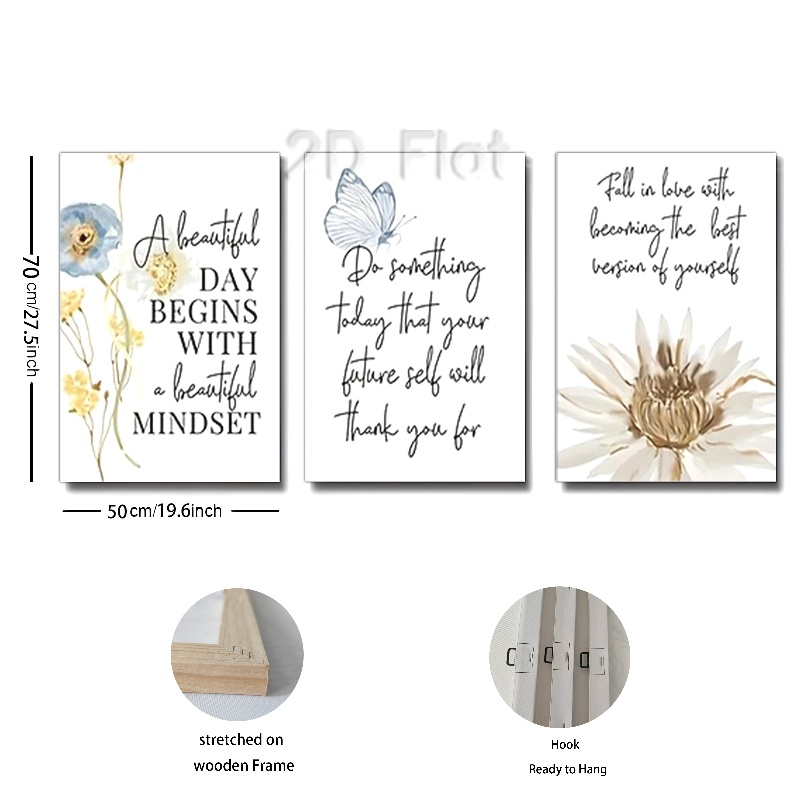 2D Flat
A beautiful
DAY
BEGINS
WITH
a beautiful
MINDSET
Do something
today that your
future self will
thank you for
Fall in love with
becoming the best
version of yourself
70cm/27.5inch
50cm/19.6inch
stretched on
wooden Frame
Hook
Ready to Hang